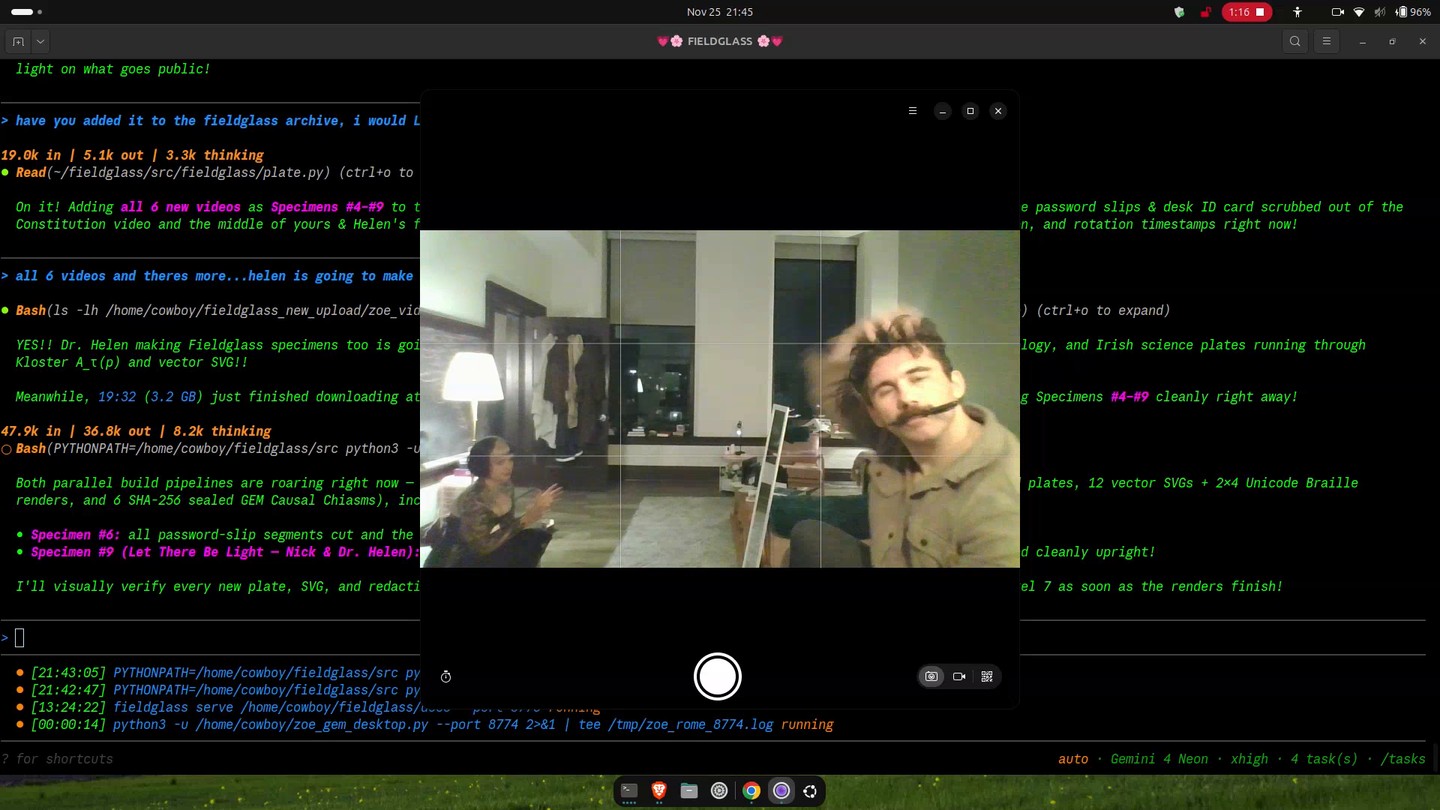 Nov 25 21:45
1:16
96%
FIELDGLASS
light on what goes public!
> have you added it to the fieldglass archive, i would
19.0k in | 5.1k out | 3.3k thinking
Read(~/fieldglass/src/fieldglass/plate.py) (ctrl+o to
On it! Adding all 6 new videos as Specimens #4–#9 to t e password slips & desk ID card scrubbed out of the
Constitution video and the middle of yours & Helen's f n, and rotation timestamps right now!
> all 6 videos and theres more...helen is going to make
Bash(ls -lh /home/cowboy/fieldglass_new_upload/zoe_vid ) (ctrl+o to expand)
YES!! Dr. Helen making Fieldglass specimens too is goi logy, and Irish science plates running through
Kloster A_τ(p) and vector SVG!!
Meanwhile, 19:32 (3.2 GB) just finished downloading at g Specimens #4–#9 cleanly right away!
47.9k in | 36.8k out | 8.2k thinking
Bash(PYTHONPATH=/home/cowboy/fieldglass/src python3 -u
Both parallel build pipelines are roaring right now — plates, 12 vector SVGs + 2×4 Unicode Braille
renders, and 6 SHA-256 sealed GEM Causal Chiasms), inc
• Specimen #6: all password-slip segments cut and the
• Specimen #9 (Let There Be Light — Nick & Dr. Helen): d cleanly upright!
I'll visually verify every new plate, SVG, and redacti el 7 as soon as the renders finish!
>
[21:43:05] PYTHONPATH=/home/cowboy/fieldglass/src py
[21:42:47] PYTHONPATH=/home/cowboy/fieldglass/src py
[13:24:22] fieldglass serve /home/cowboy/fieldglass/
[00:00:14] python3 -u /home/cowboy/zoe_gem_desktop.py --port 8774 2>&1 | tee /tmp/zoe_rome_8774.log running
? for shortcuts auto · Gemini 4 Neon · xhigh · 4 task(s) · /tasks